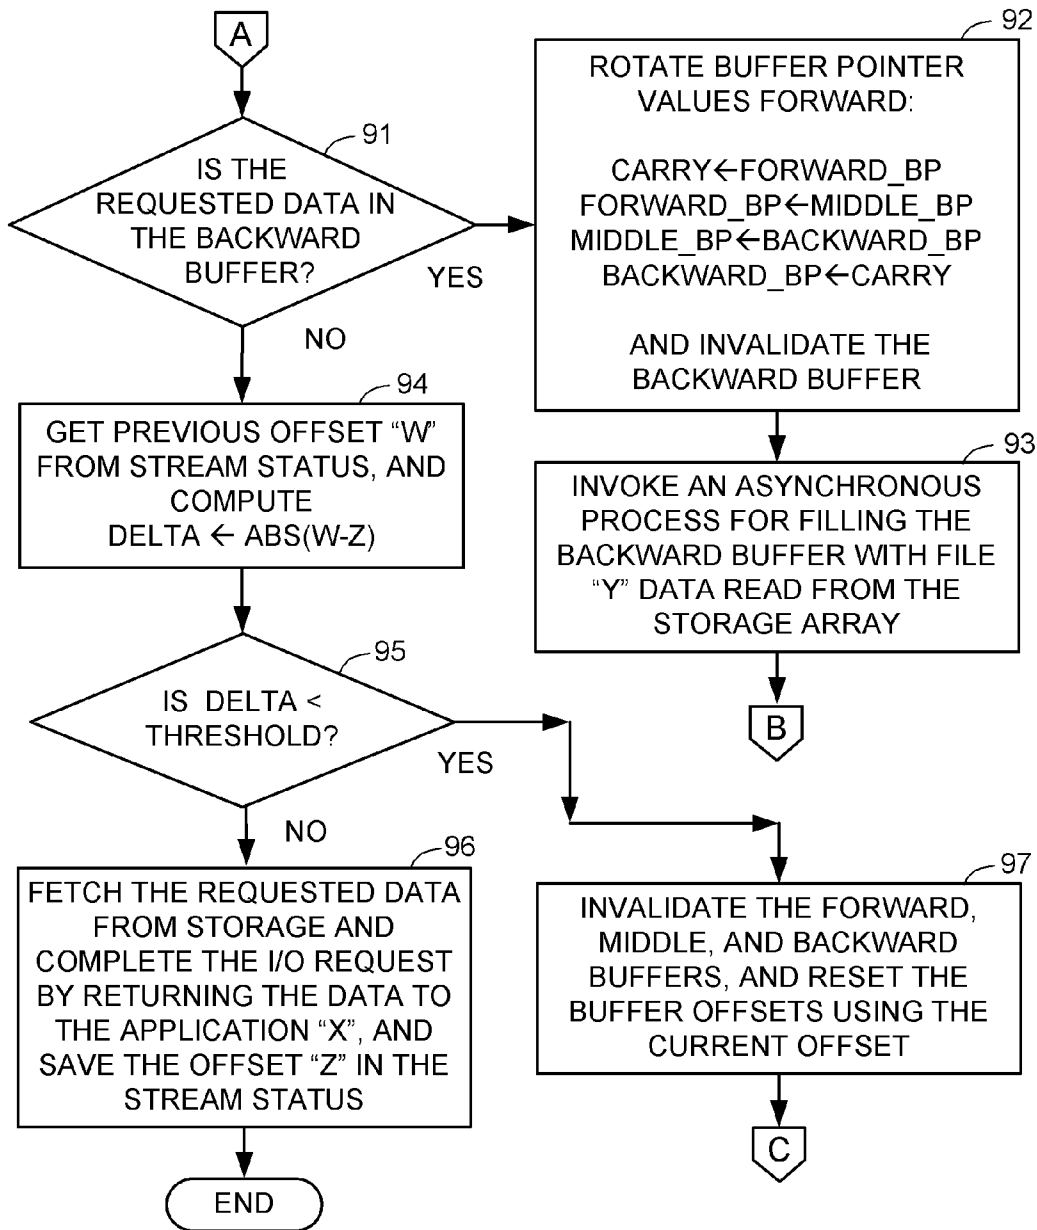 A
91
IS THE
REQUESTED DATA IN
THE BACKWARD
BUFFER?
YES
NO
92
ROTATE BUFFER POINTER
VALUES FORWARD:
CARRY←FORWARD_BP
FORWARD_BP←MIDDLE_BP
MIDDLE_BP←BACKWARD_BP
BACKWARD_BP←CARRY
AND INVALIDATE THE
BACKWARD BUFFER
93
INVOKE AN ASYNCHRONOUS
PROCESS FOR FILLING THE
BACKWARD BUFFER WITH FILE
“Y” DATA READ FROM THE
STORAGE ARRAY
B
94
GET PREVIOUS OFFSET “W”
FROM STREAM STATUS, AND
COMPUTE
DELTA ← ABS(W-Z)
95
IS DELTA <
THRESHOLD?
YES
NO
96
FETCH THE REQUESTED DATA
FROM STORAGE AND
COMPLETE THE I/O REQUEST
BY RETURNING THE DATA TO
THE APPLICATION “X”, AND
SAVE THE OFFSET “Z” IN THE
STREAM STATUS
END
97
INVALIDATE THE FORWARD,
MIDDLE, AND BACKWARD
BUFFERS, AND RESET THE
BUFFER OFFSETS USING THE
CURRENT OFFSET
C